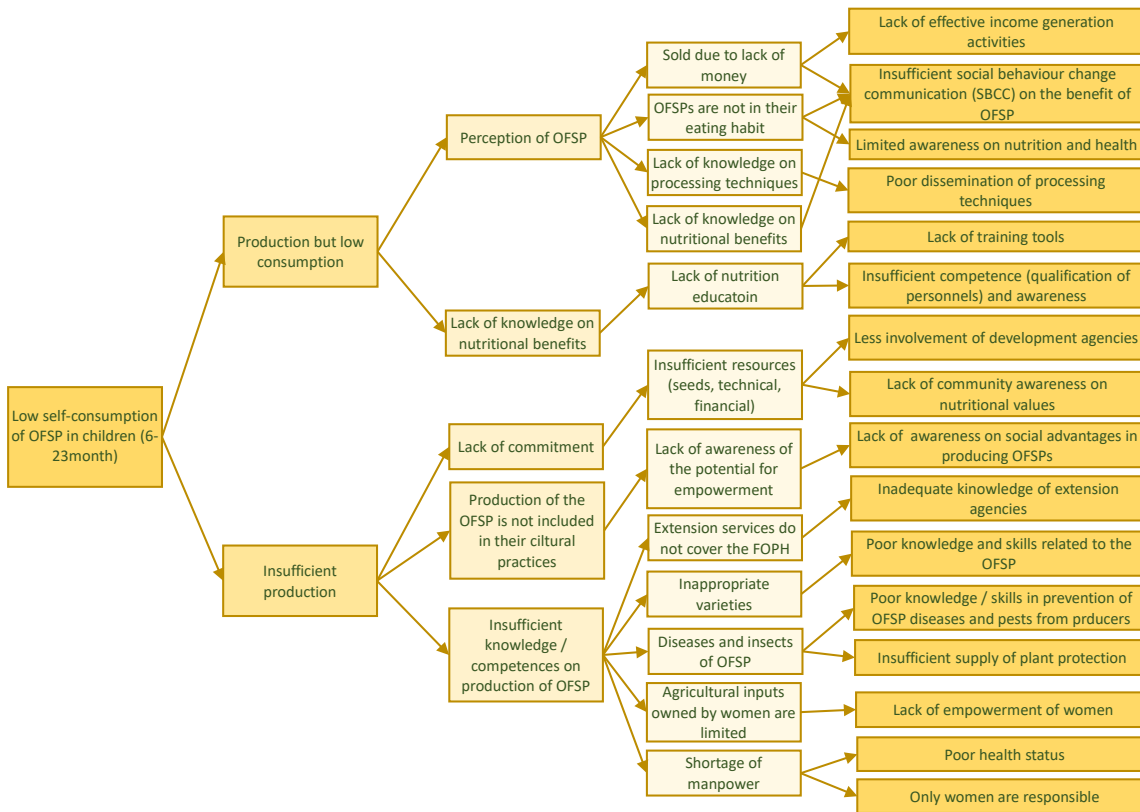 Low self-consumption
of OFSP in children (6-
23month)
Production but low
consumption
Insufficient
production
Perception of OFSP
Lack of knowledge on
nutritional benefits
Lack of commitment
Production of the
OFSP is not included
in their ciltural
practices
Insufficient
knowledge /
competences on
production of OFSP
Sold due to lack of
money
OFSPs are not in their
eating habit
Lack of knowledge on
processing techniques
Lack of knowledge on
nutritional benefits
Lack of nutrition
educatoin
Insufficient resources
(seeds, technical,
financial)
Lack of awareness of
the potential for
empowerment
Extension services do
not cover the FOPH
Inappropriate
varieties
Diseases and insects
of OFSP
Agricultural inputs
owned by women are
limited
Shortage of
manpower
Lack of effective income generation
activities
Insufficient social behaviour change
communication (SBCC) on the benefit of
OFSP
Limited awareness on nutrition and health
Poor dissemination of processing
techniques
Lack of training tools
Insufficient competence (qualification of
personnels) and awareness
Less involvement of development agencies
Lack of community awareness on
nutritional values
Lack of  awareness on social advantages in
producing OFSPs
Inadequate kinowledge of extension
agencies
Poor knowledge and skills related to the
OFSP
Poor knowledge / skills in prevention of
OFSP diseases and pests from prducers
Insufficient supply of plant protection
Lack of empowerment of women
Poor health status
Only women are responsible